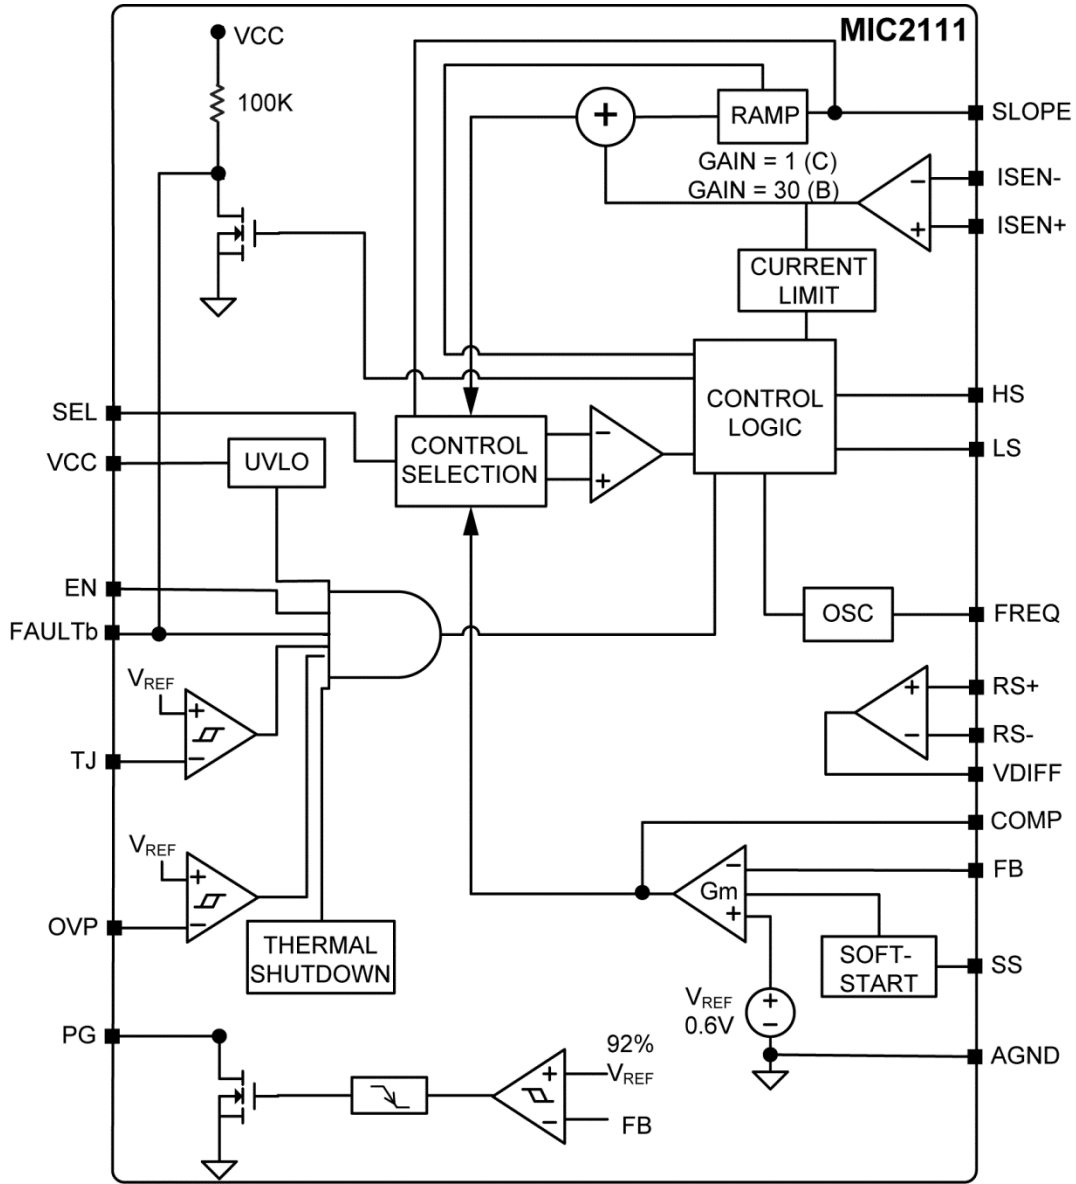 MIC2111
VCC
100K
RAMP
SLOPE
+
GAIN = 1 (C)
GAIN = 30 (B)
−
ISEN-
+
ISEN+
CURRENT
LIMIT
SEL
CONTROL
SELECTION
−
+
CONTROL
LOGIC
HS
LS
VCC
UVLO
EN
FAULTb
OSC
FREQ
VREF
+
−
TJ
+
RS+
−
RS-
VDIFF
COMP
VREF
+
−
OVP
Gm
−
+
FB
THERMAL
SHUTDOWN
SOFT-
START
SS
VREF
0.6V
+
−
AGND
PG
92%
VREF
+
−
FB